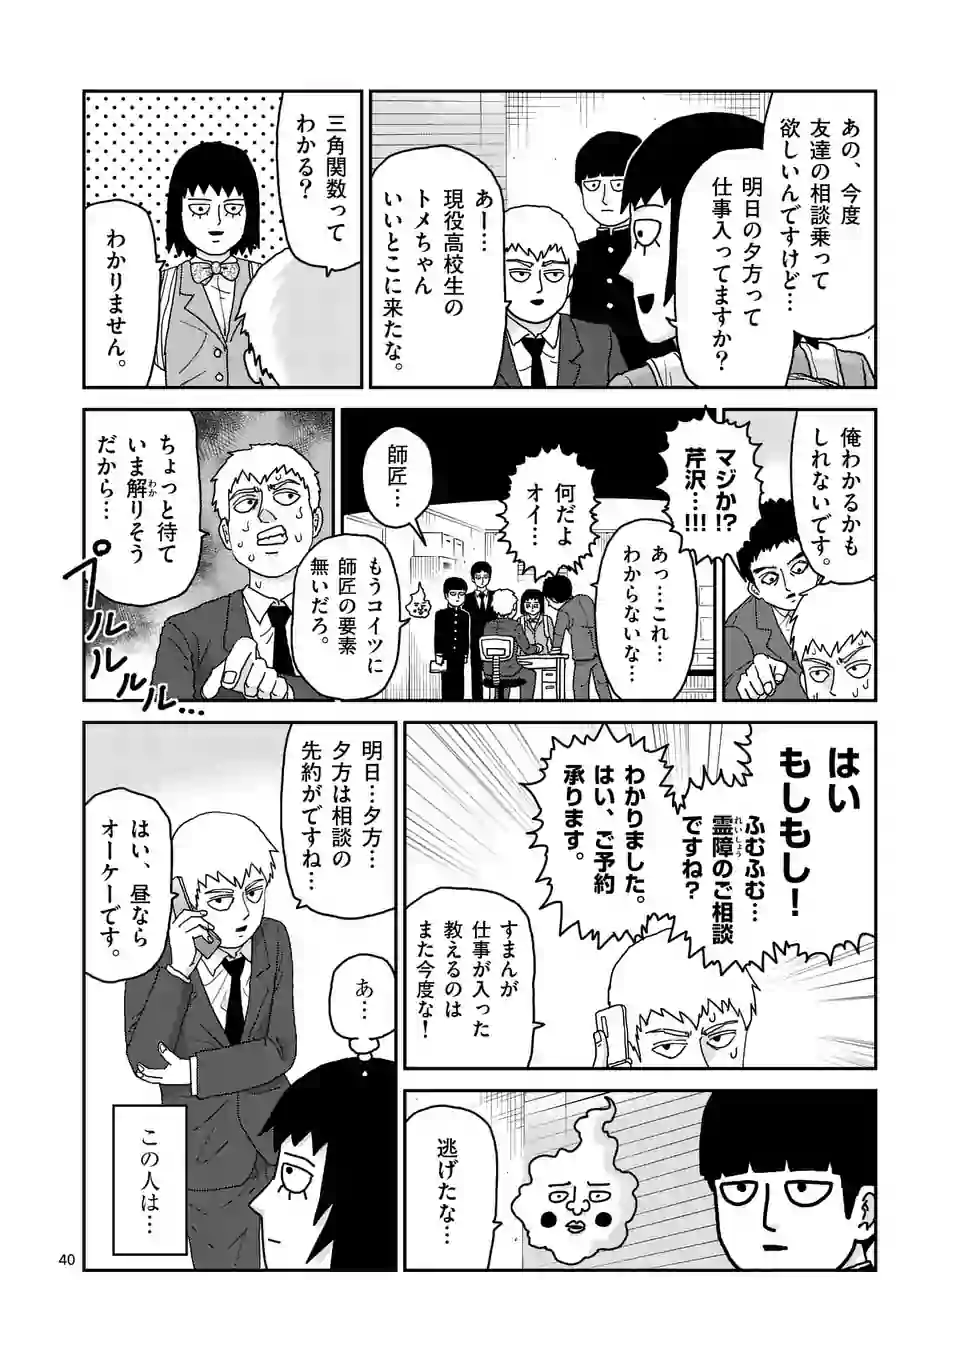 あの、今度
友達の相談乗って
欲しいんですけど…
明日の夕方って
仕事入ってますか?
あー…
現役高校生の
トメちゃん
いいとこに来たな。
三角関数って
わかる?
わかりません。
俺わかるかも
しれないです。
マジか!?
芹沢…!!!
あっ…これ…
わからないな…
何だよ
オイ…
師匠…
もうコイツに
師匠の要素
無いだろ。
ちょっと待て
いま解りそう
わか
だから…
プルルルルル…
はい
もしもし!
ふむふむ…
霊障のご相談
れいしょう
ですね?
わかりました。
はい、ご予約
承ります。
すまんが
仕事が入った
教えるのは
また今度な!
逃げたな…
明日…夕方…
夕方は相談の
先約がですね…
はい、昼なら
オーケーです。
あ…
この人は…
40